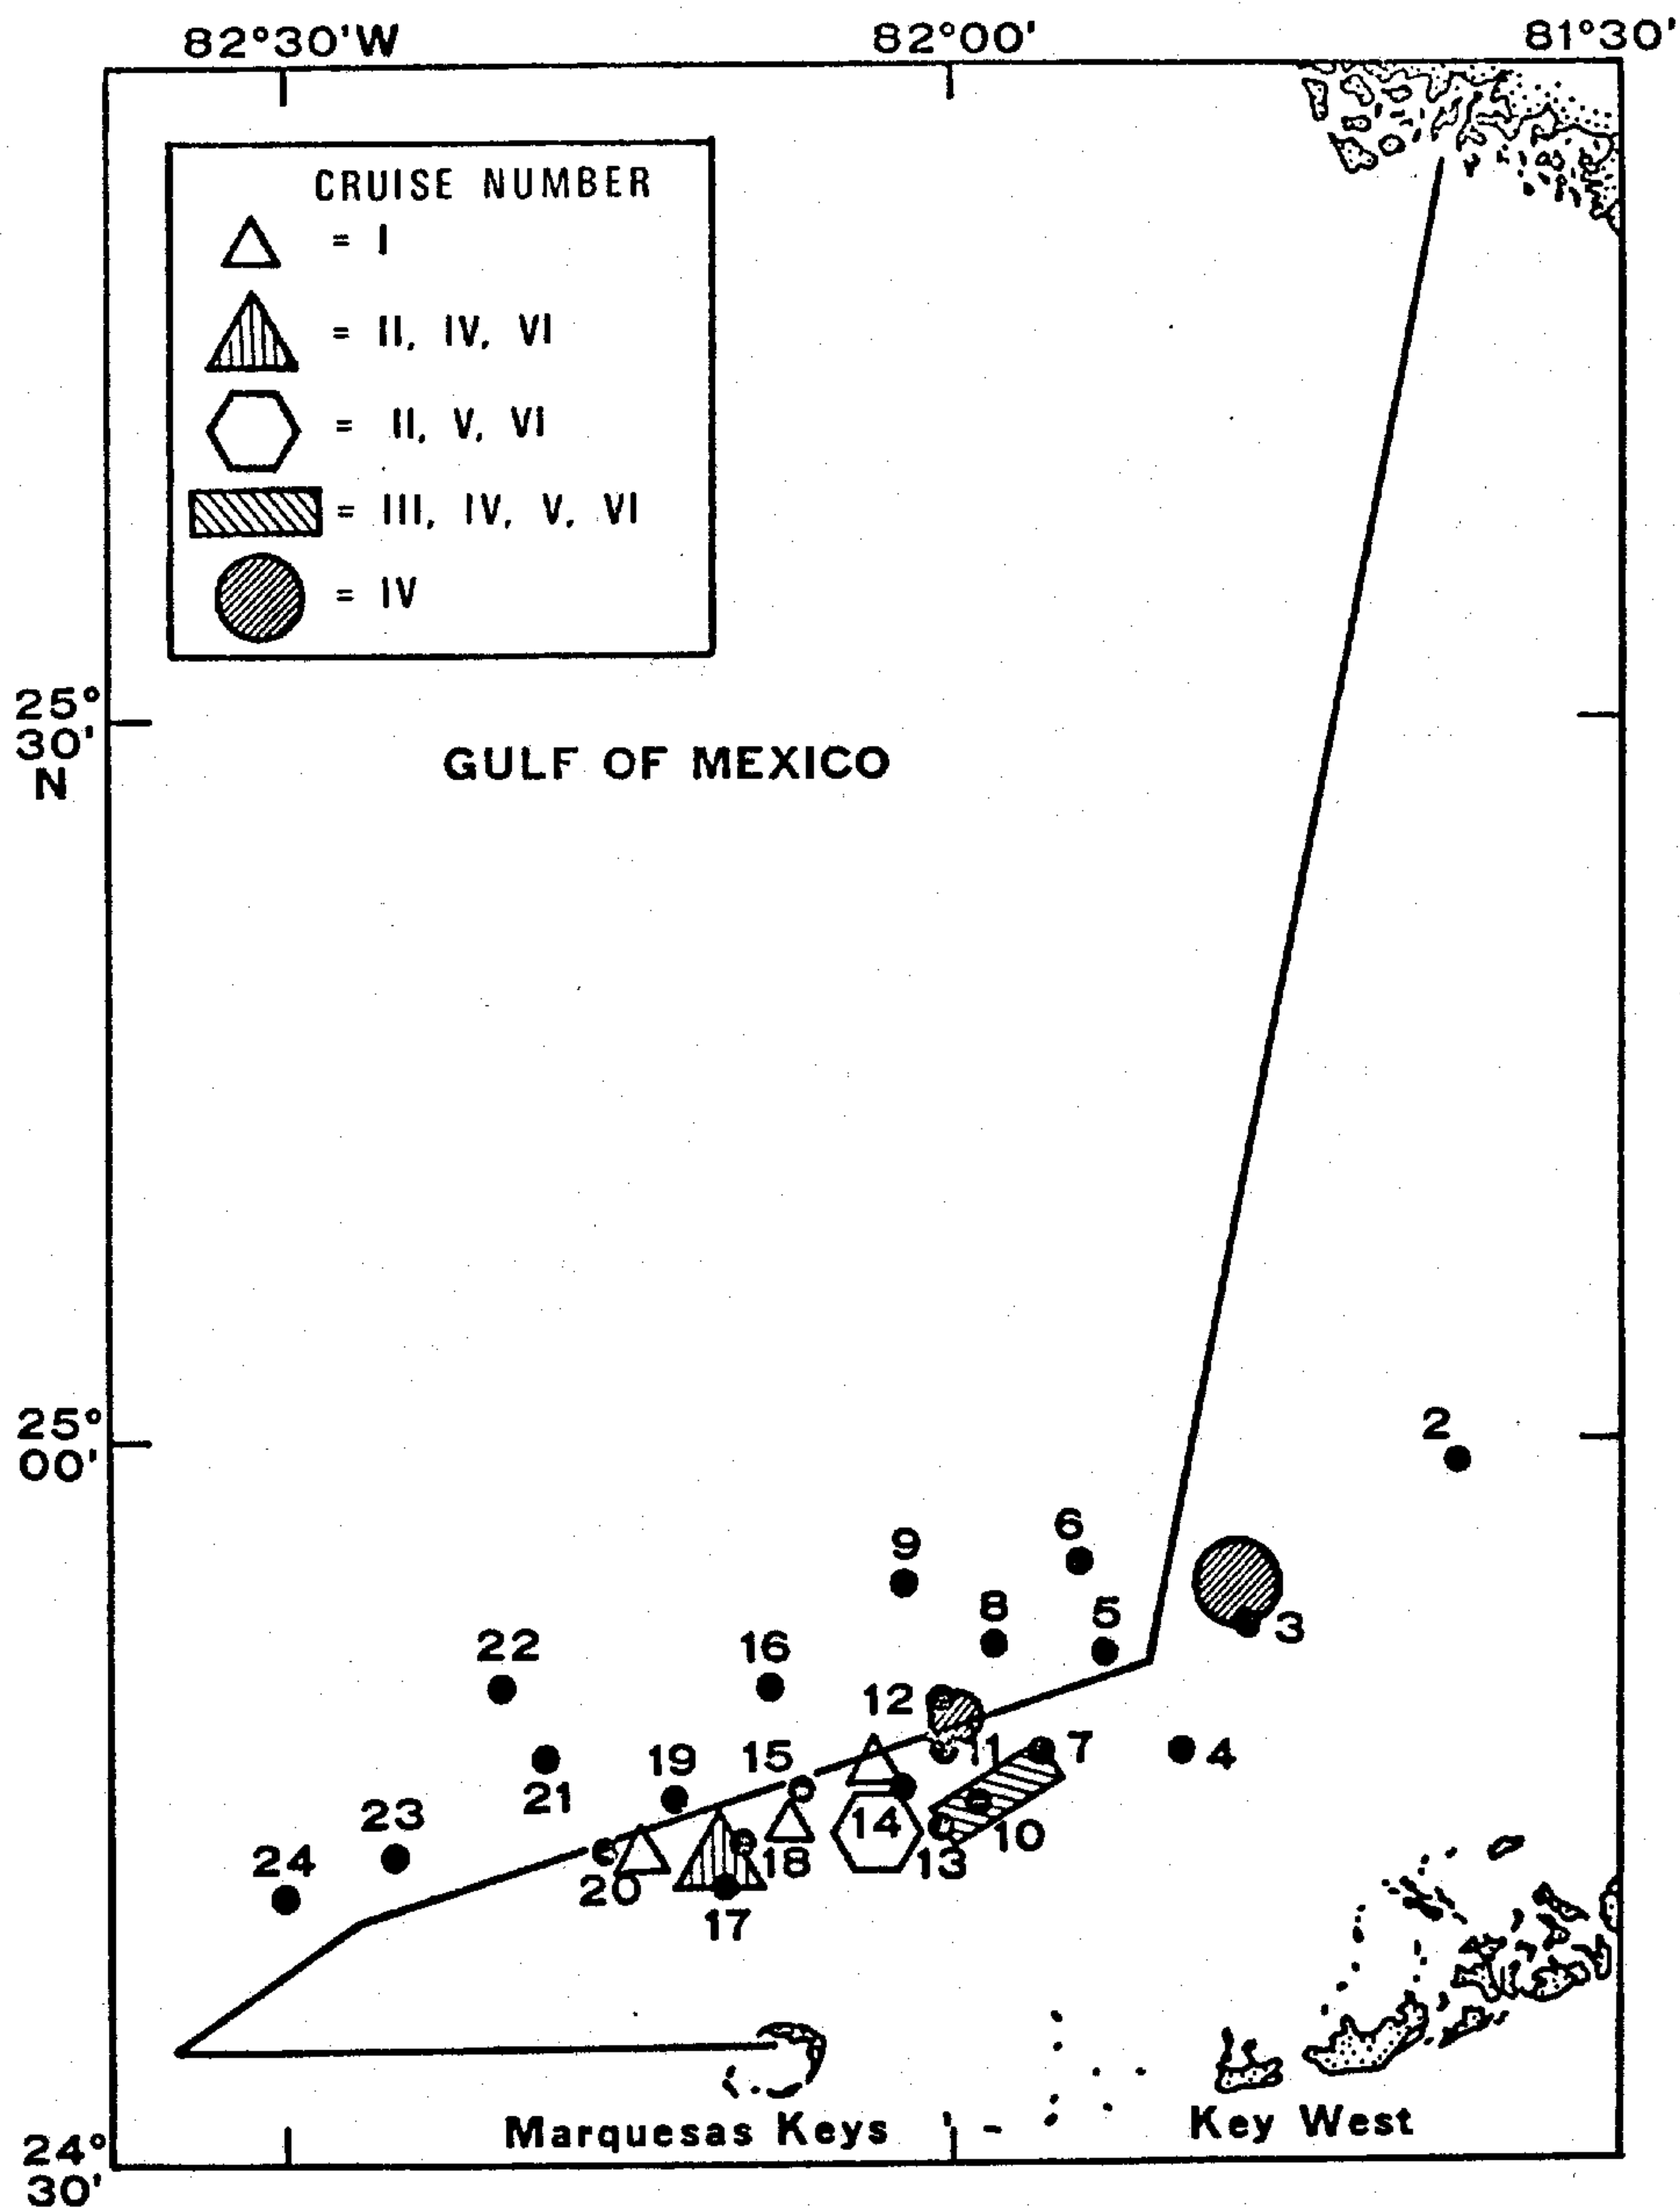 82°30'W 82°00' 81°30'
CRUISE NUMBER
= I
= II, IV, VI
= II, V, VI
= III, IV, V, VI
= IV
25°
30'
N
GULF OF MEXICO
25°
00'
2
6
9
3
8
5
22
16
12
11
7
4
19
15
21
14
10
23
18
13
24
20
17
Marquesas Keys
Key West
24°
30'